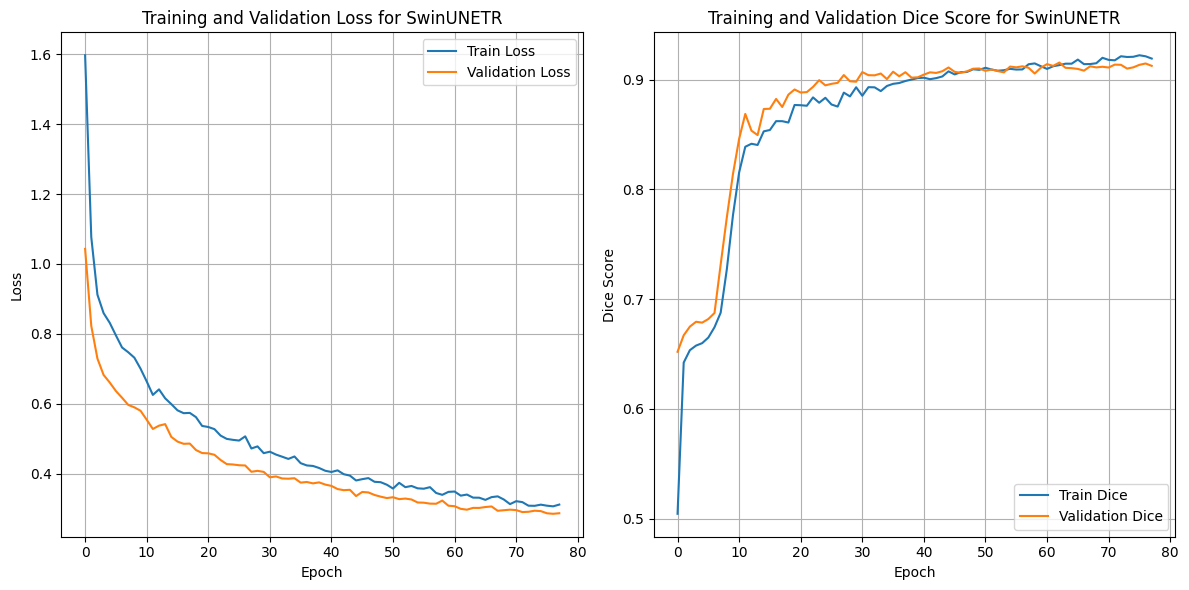 Training and Validation Loss for SwinUNETR
Train Loss
Validation Loss
1.6
1.4
1.2
1.0
0.8
0.6
0.4
Loss
0 10 20 30 40 50 60 70 80
Epoch
Training and Validation Dice Score for SwinUNETR
0.9
0.8
0.7
0.6
0.5
Dice Score
Train Dice
Validation Dice
0 10 20 30 40 50 60 70 80
Epoch